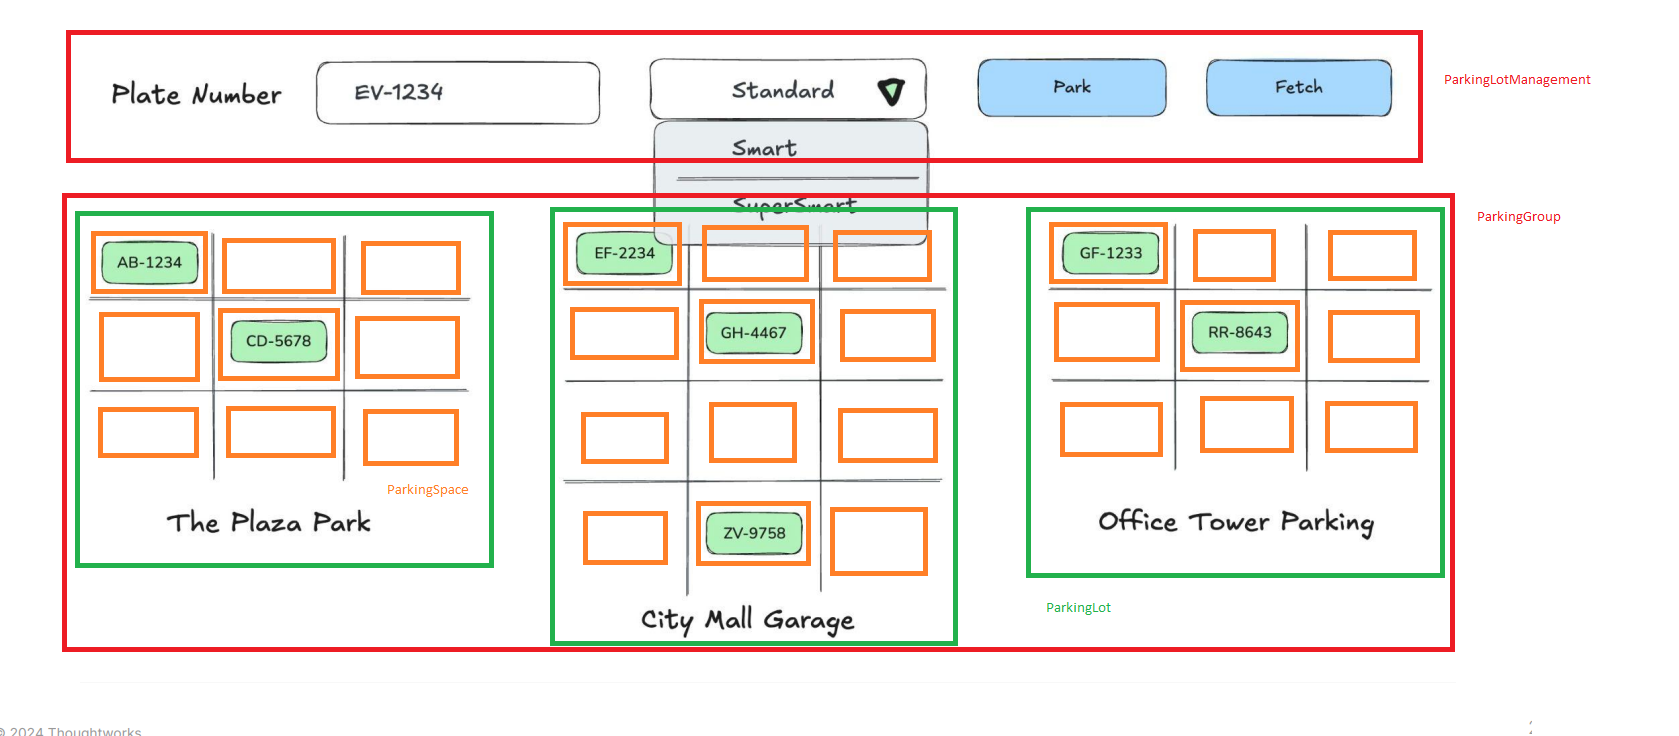 Plate Number
EV-1234
Standard
Park
Fetch
ParkingLotManagement
Smart
SuperSmart
ParkingGroup
AB-1234
CD-5678
ParkingSpace
The Plaza Park
EF-2234
GH-4467
ZV-9758
City Mall Garage
GF-1233
RR-8643
Office Tower Parking
ParkingLot
© 2024 Thoughtworks